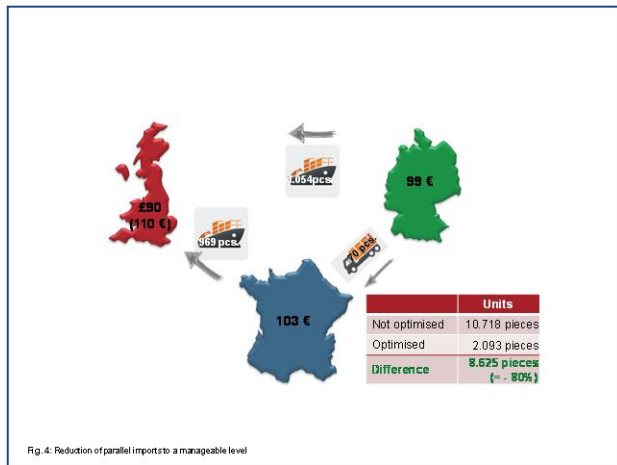 £90
(110 €)
1.054pcs.
99 €
969 pcs.
70 pcs.
103 €
Units
Not optimised 10.718 pieces
Optimised 2.093 pieces
Difference 8.625 pieces
(= - 80%)
Fig. 4: Reduction of parallel imports to a manageable level